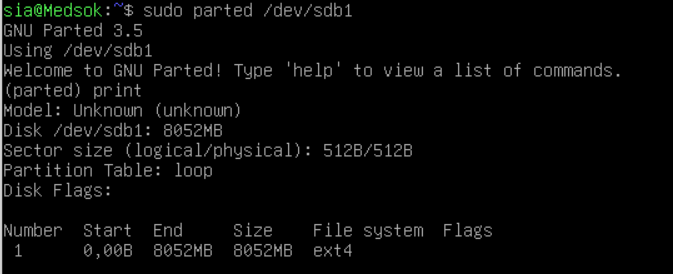 sia@Medsok:~$ sudo parted /dev/sdb1
GNU Parted 3.5
Using /dev/sdb1
Welcome to GNU Parted! Type 'help' to view a list of commands.
(parted) print
Model: Unknown (unknown)
Disk /dev/sdb1: 8052MB
Sector size (logical/physical): 512B/512B
Partition Table: loop
Disk Flags:
Number  Start  End     Size    File system  Flags
 1      0,00B  8052MB  8052MB  ext4